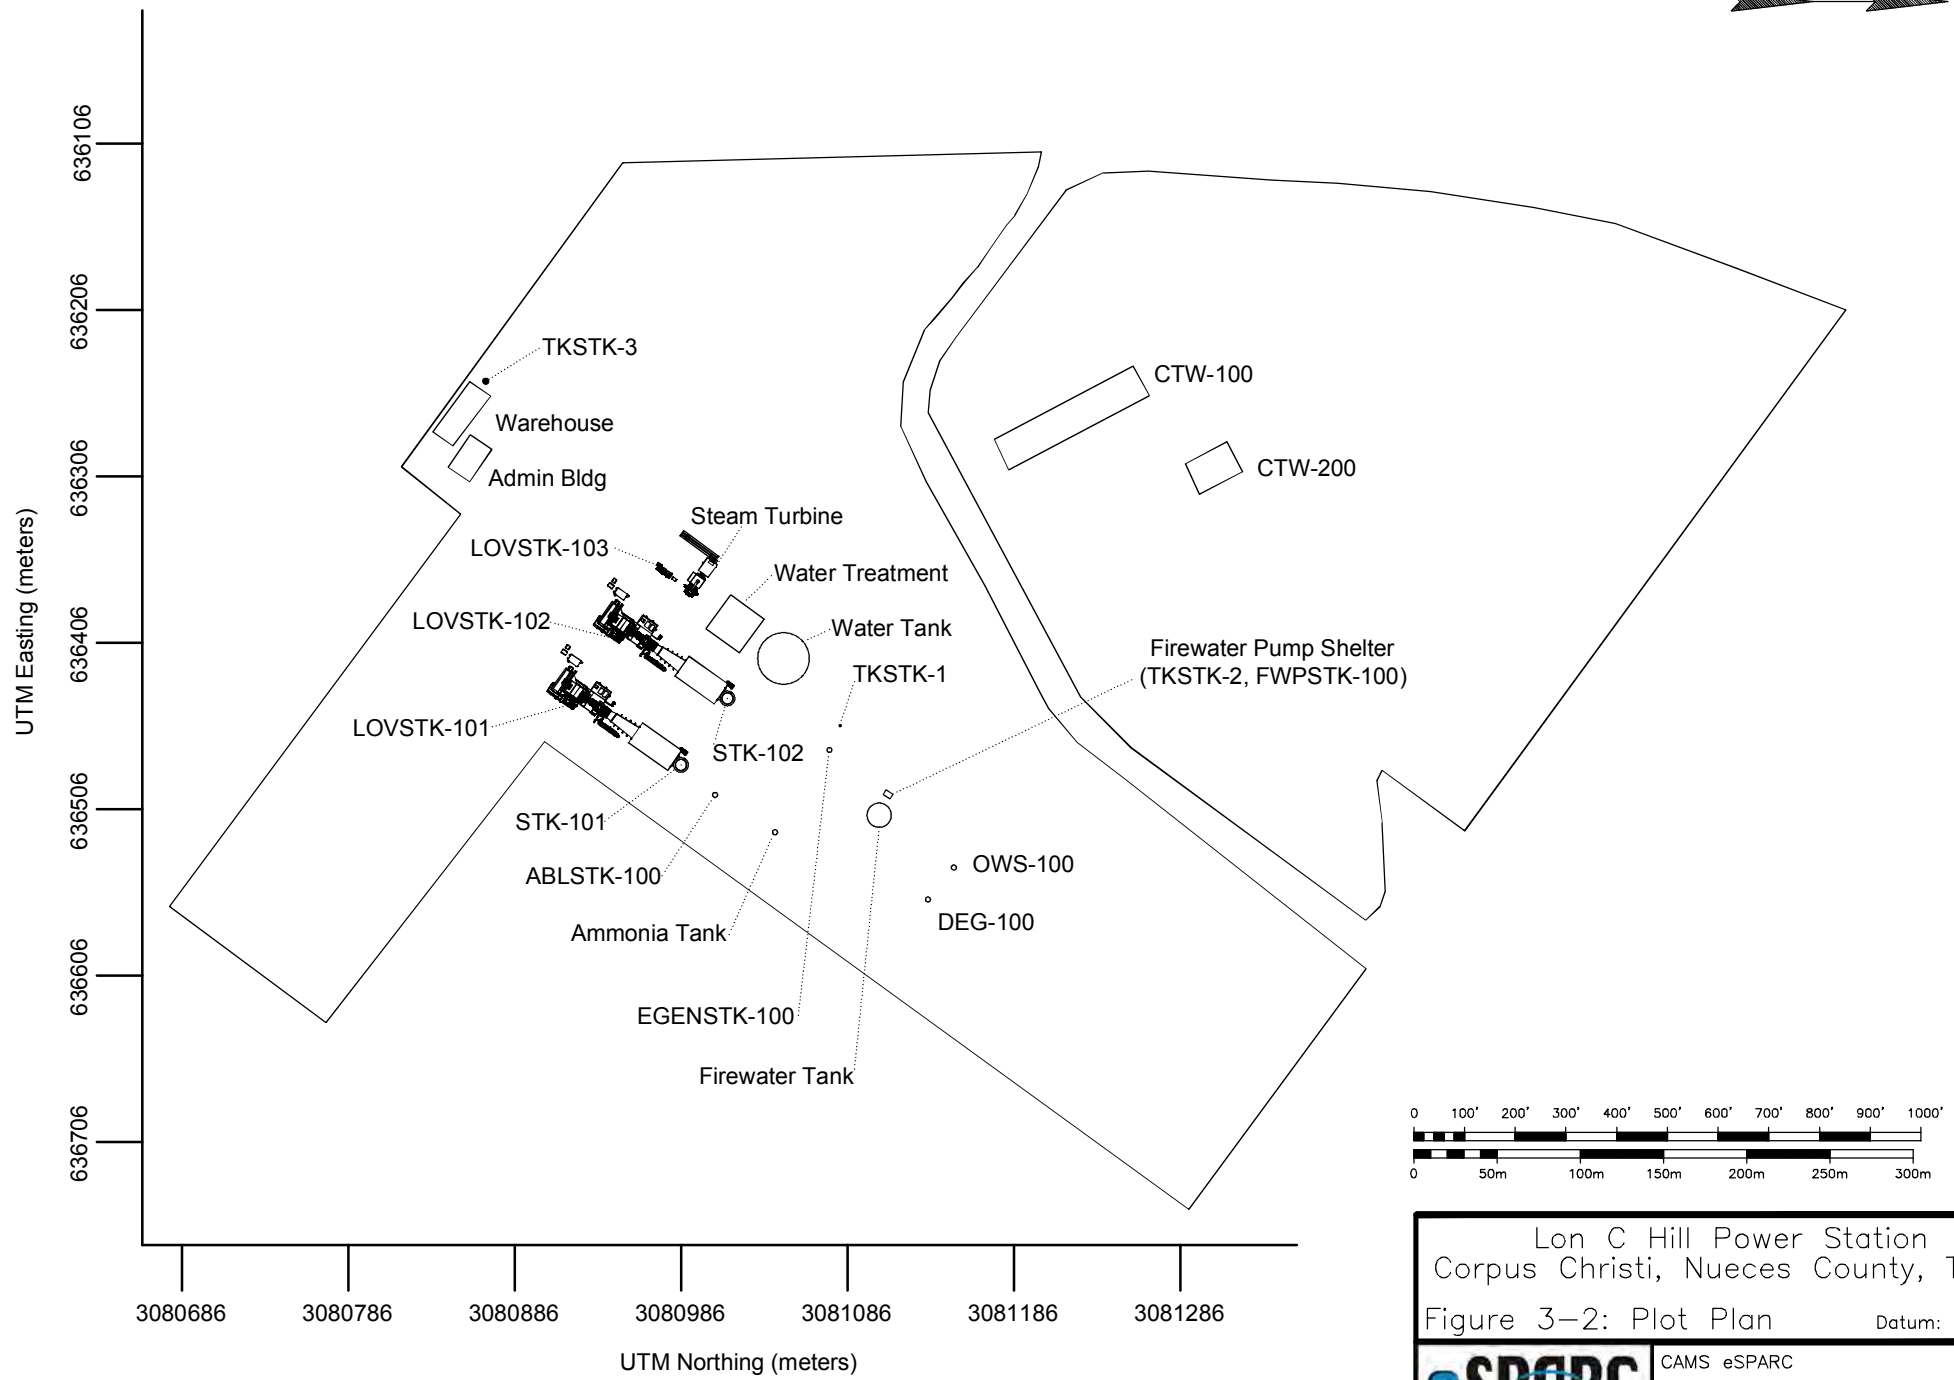 636106
636206
636306
636406
636506
636606
636706
UTM Easting (meters)
TKSTK-3
Warehouse
Admin Bldg
CTW-100
CTW-200
Steam Turbine
LOVSTK-103
Water Treatment
LOVSTK-102
Water Tank
Firewater Pump Shelter
(TKSTK-2, FWPSTK-100)
TKSTK-1
LOVSTK-101
STK-102
STK-101
ABLSTK-100
OWS-100
DEG-100
Ammonia Tank
EGENSTK-100
Firewater Tank
0 100' 200' 300' 400' 500' 600' 700' 800' 900' 1000'
0 50m 100m 150m 200m 250m 300m
3080686 3080786 3080886 3080986 3081086 3081186 3081286
UTM Northing (meters)
Lon C Hill Power Station
Corpus Christi, Nueces County,
Figure 3-2: Plot Plan Datum:
eSPARC
CAMS eSPARC